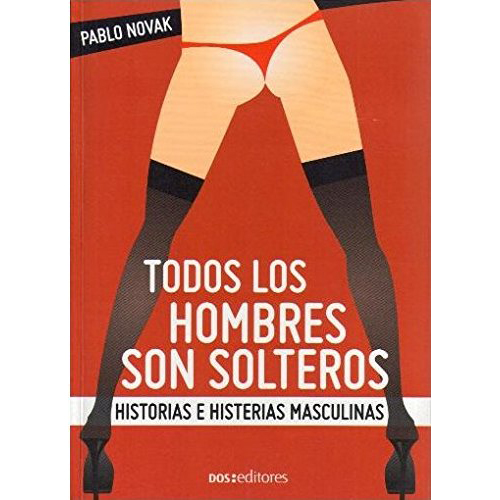 PABLO NOVAK
TODOS LOS
HOMBRES
SON SOLTEROS
HISTORIAS E HISTERIAS MASCULINAS
DOS:editores